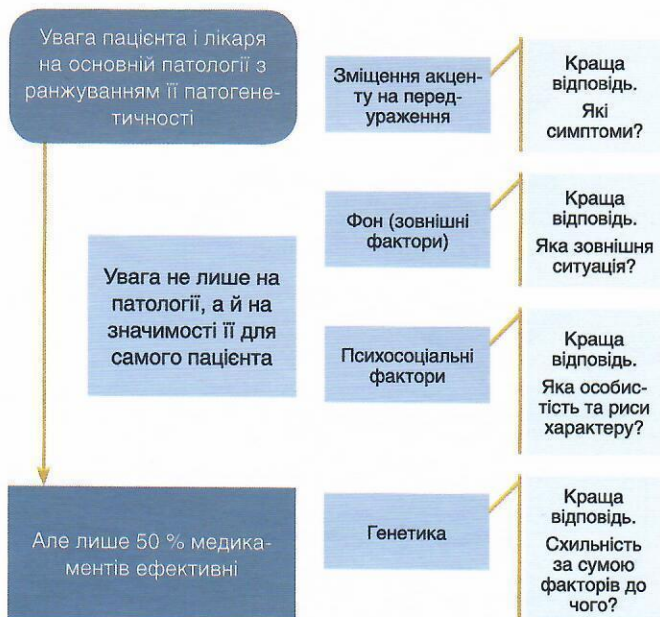 Увага пацієнта і лікаря
на основній патології з
ранжуванням її патогене-
тичності
Зміщення акцен-
ту на перед-
ураження
Краща
відповідь.
Які
симптоми?
Фон (зовнішні
фактори)
Краща
відповідь.
Яка зовнішня
ситуація?
Увага не лише на
патології, а й на
значимості її для
самого пацієнта
Психосоціальні
фактори
Краща
відповідь.
Яка особис-
тість та риси
характеру?
Але лише 50 % медика-
ментів ефективні
Генетика
Краща
відповідь.
Схильність
за сумою
факторів до
чого?